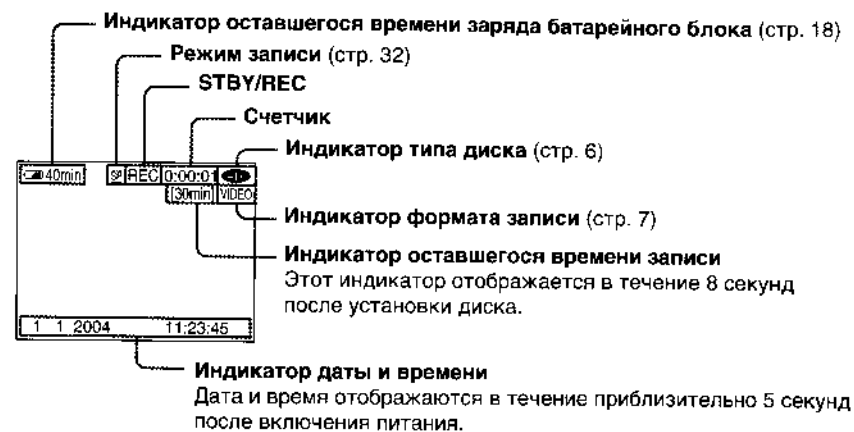 Индикатор оставшегося времени заряда батарейного блока (стр. 18)
Режим записи (стр. 32)
STBY/REC
Счетчик
Индикатор типа диска (стр. 6)
40min SP REC 0:00:01
[30min] VIDEO
Индикатор формата записи (стр. 7)
Индикатор оставшегося времени записи
Этот индикатор отображается в течение 8 секунд
после установки диска.
1 1 2004 11:23:45
Индикатор даты и времени
Дата и время отображаются в течение приблизительно 5 секунд
после включения питания.